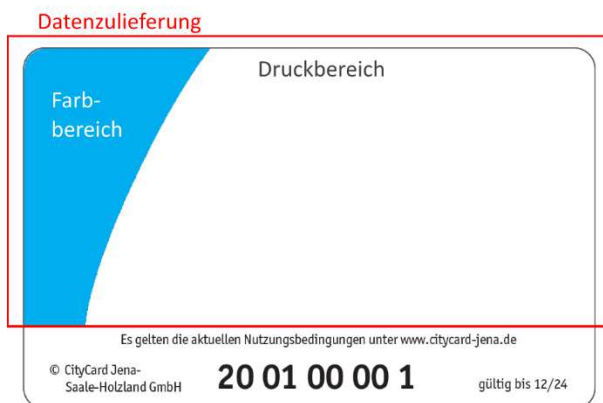 Datenzulieferung
Druckbereich
Farb-
bereich
Es gelten die aktuellen Nutzungsbedingungen unter www.citycard-jena.de
© CityCard Jena-
Saale-Holzland GmbH
20 01 00 00 1
gültig bis 12/24